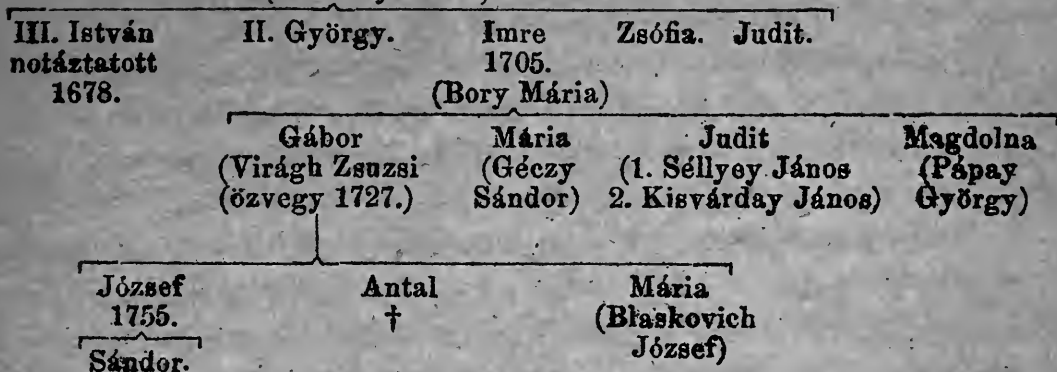 III. István II. György. Imre Zsófia. Judit.
notáztatott 1705.
1678. (Bory Mária)
Gábor Mária Judit Magdolna
(Virágh Zsuzsi (Géczy (1. Séllyey János (Pápay
(özvegy 1727.) Sándor) 2. Kisvárday János) György)
József Antal Mária
1755. † (Blaskovich
Sándor. József)